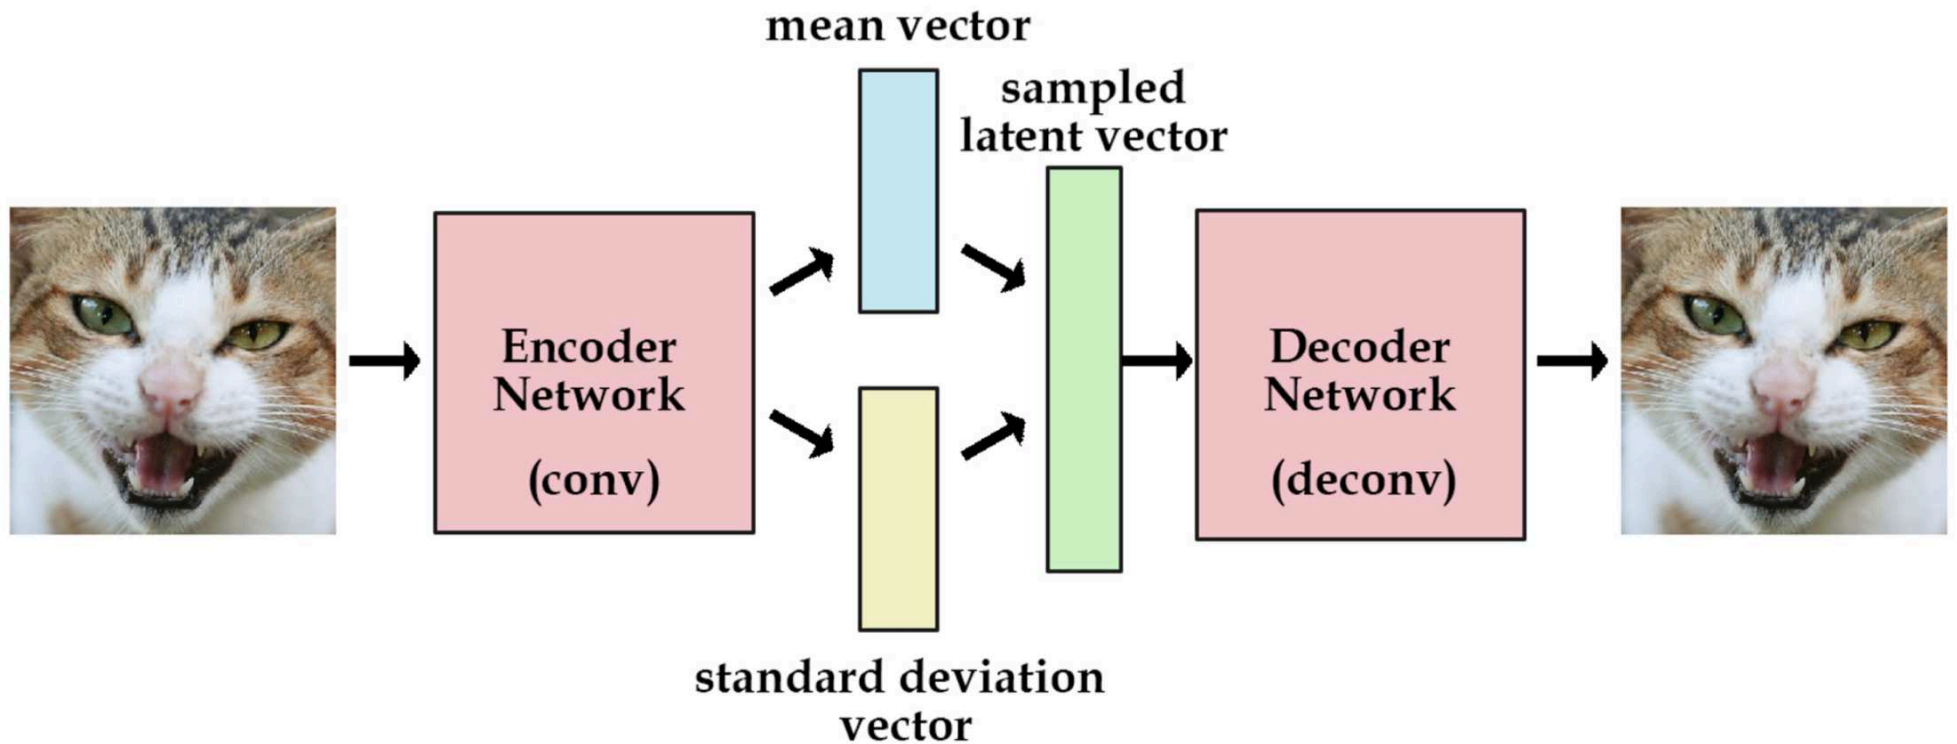 mean vector
sampled
latent vector
Encoder
Network
(conv)
Decoder
Network
(deconv)
standard deviation
vector